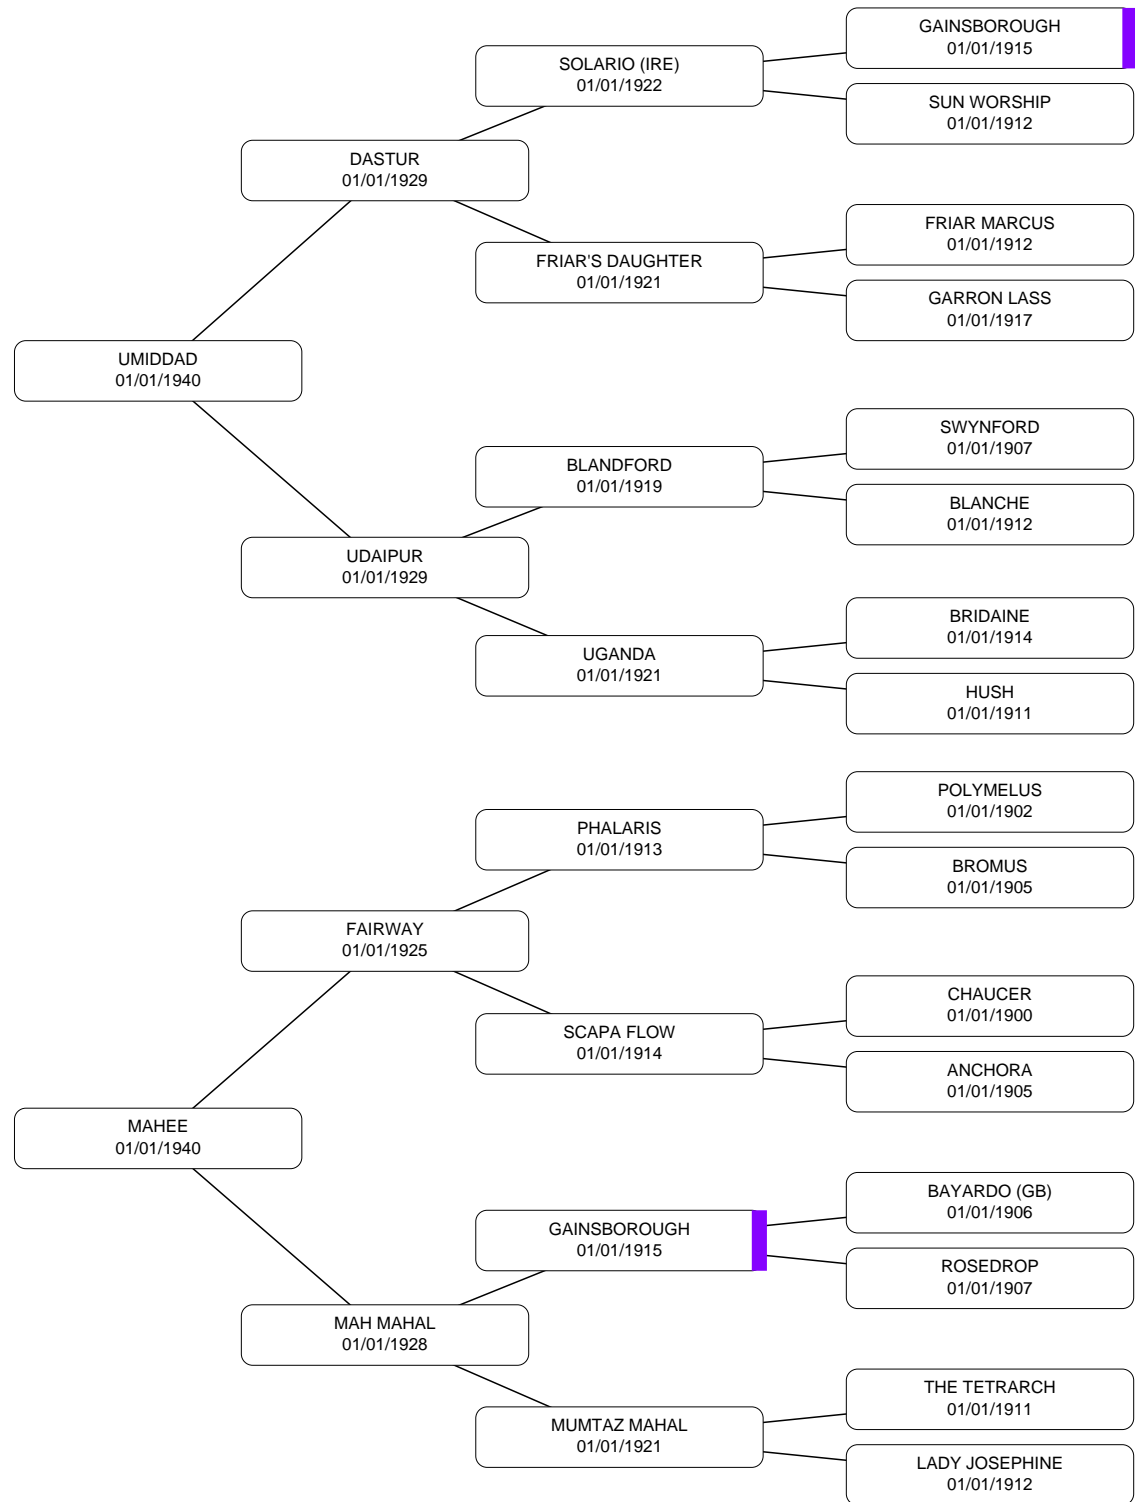 GAINSBOROUGH
01/01/1915
SOLARIO (IRE)
01/01/1922
SUN WORSHIP
01/01/1912
DASTUR
01/01/1929
FRIAR MARCUS
01/01/1912
FRIAR'S DAUGHTER
01/01/1921
GARRON LASS
01/01/1917
UMIDDAD
01/01/1940
SWYNFORD
01/01/1907
BLANDFORD
01/01/1919
BLANCHE
01/01/1912
UDAIPUR
01/01/1929
BRIDAINE
01/01/1914
UGANDA
01/01/1921
HUSH
01/01/1911
POLYMELUS
01/01/1902
PHALARIS
01/01/1913
BROMUS
01/01/1905
FAIRWAY
01/01/1925
CHAUCER
01/01/1900
SCAPA FLOW
01/01/1914
ANCHORA
01/01/1905
MAHEE
01/01/1940
BAYARDO (GB)
01/01/1906
GAINSBOROUGH
01/01/1915
ROSEDROP
01/01/1907
MAH MAHAL
01/01/1928
THE TETRARCH
01/01/1911
MUMTAZ MAHAL
01/01/1921
LADY JOSEPHINE
01/01/1912